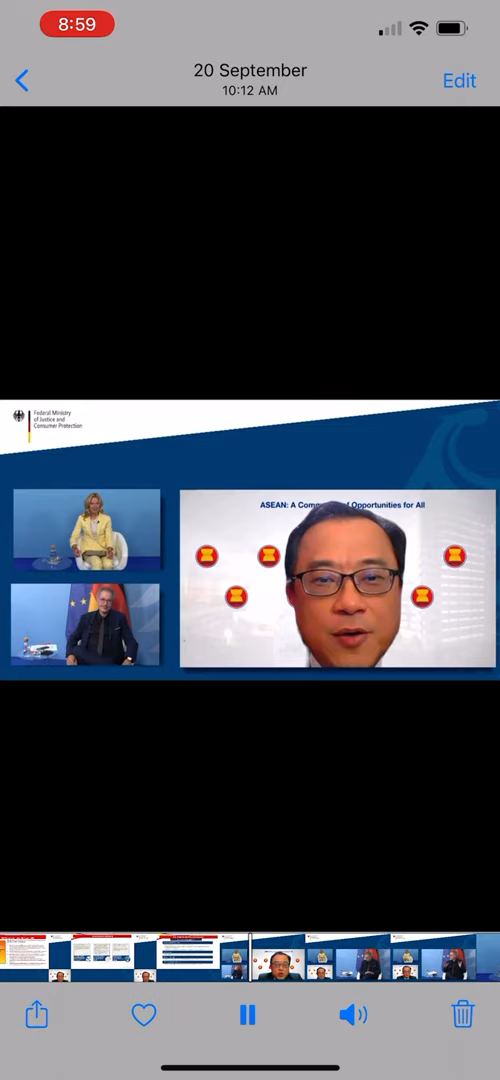 8:59
20 September
10:12 AM
Edit
Federal Ministry
of Justice and
Consumer Protection
ASEAN: A Com of Opportunities for All